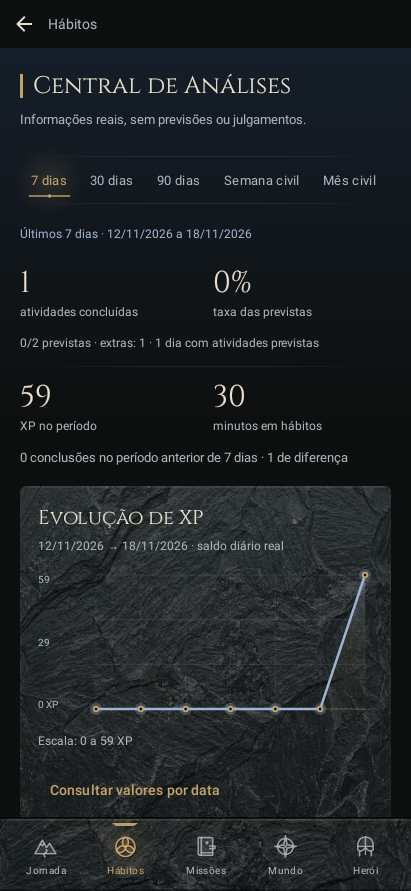 Hábitos
Central de Análises
Informações reais, sem previsões ou julgamentos.
7 dias 30 dias 90 dias Semana civil Mês civil
Últimos 7 dias · 12/11/2026 a 18/11/2026
1 0%
atividades concluídas taxa das previstas
0/2 previstas · extras: 1 · 1 dia com atividades previstas
59 30
XP no período minutos em hábitos
0 conclusões no período anterior de 7 dias · 1 de diferença
Evolução de XP
12/11/2026 → 18/11/2026 · saldo diário real
59
29
0 XP
Escala: 0 a 59 XP
Consultar valores por data
Jornada Hábitos Missões Mundo Herói